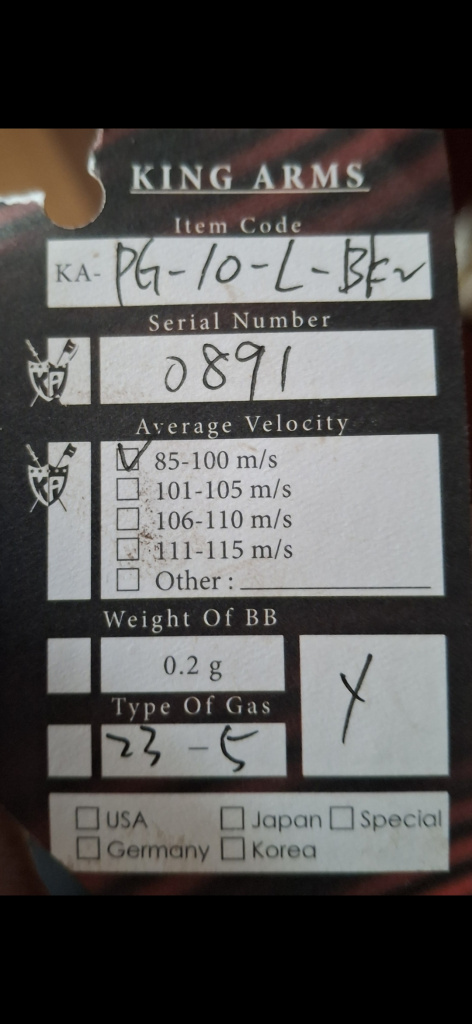 KING ARMS
Item Code
KA- PG-10-L-BK2
Serial Number
0891
Average Velocity
85-100 m/s
101-105 m/s
106-110 m/s
111-115 m/s
Other :
Weight Of BB
0.2 g
Type Of Gas
23-5
USA Japan Special
Germany Korea